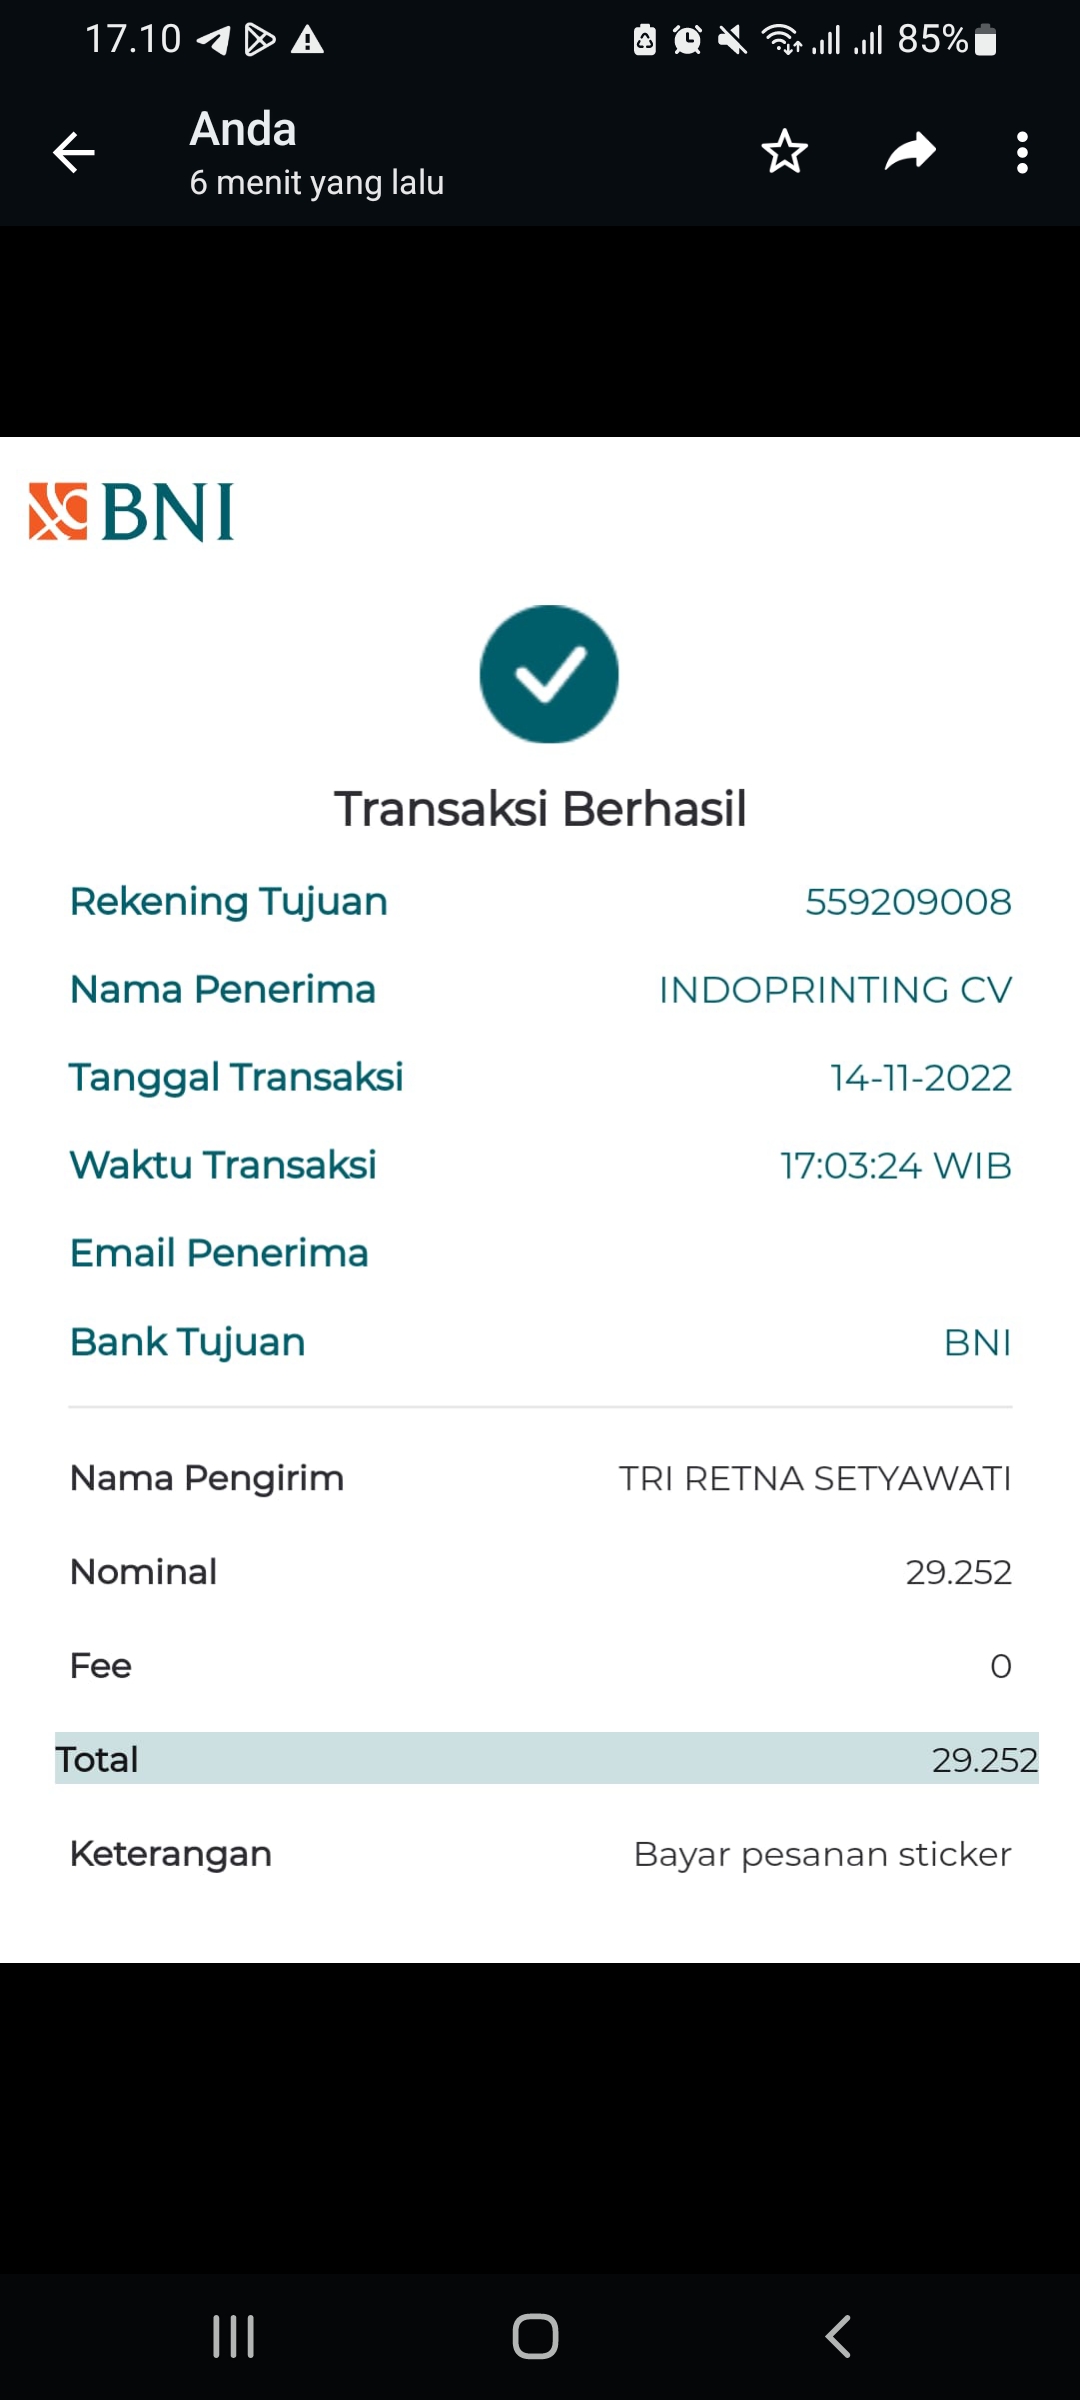 17.10 85%
Anda
6 menit yang lalu
BNI
Transaksi Berhasil
Rekening Tujuan 559209008
Nama Penerima INDOPRINTING CV
Tanggal Transaksi 14-11-2022
Waktu Transaksi 17:03:24 WIB
Email Penerima
Bank Tujuan BNI
Nama Pengirim TRI RETNA SETYAWATI
Nominal 29.252
Fee 0
Total 29.252
Keterangan Bayar pesanan sticker